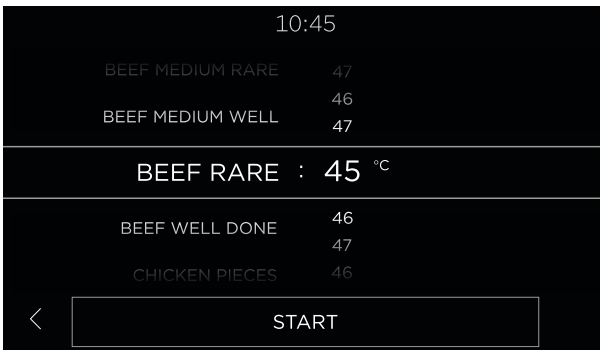 10:45
BEEF MEDIUM RARE 47
46
BEEF MEDIUM WELL
47
BEEF RARE : 45 °C
46
BEEF WELL DONE
47
CHICKEN PIECES 46
START